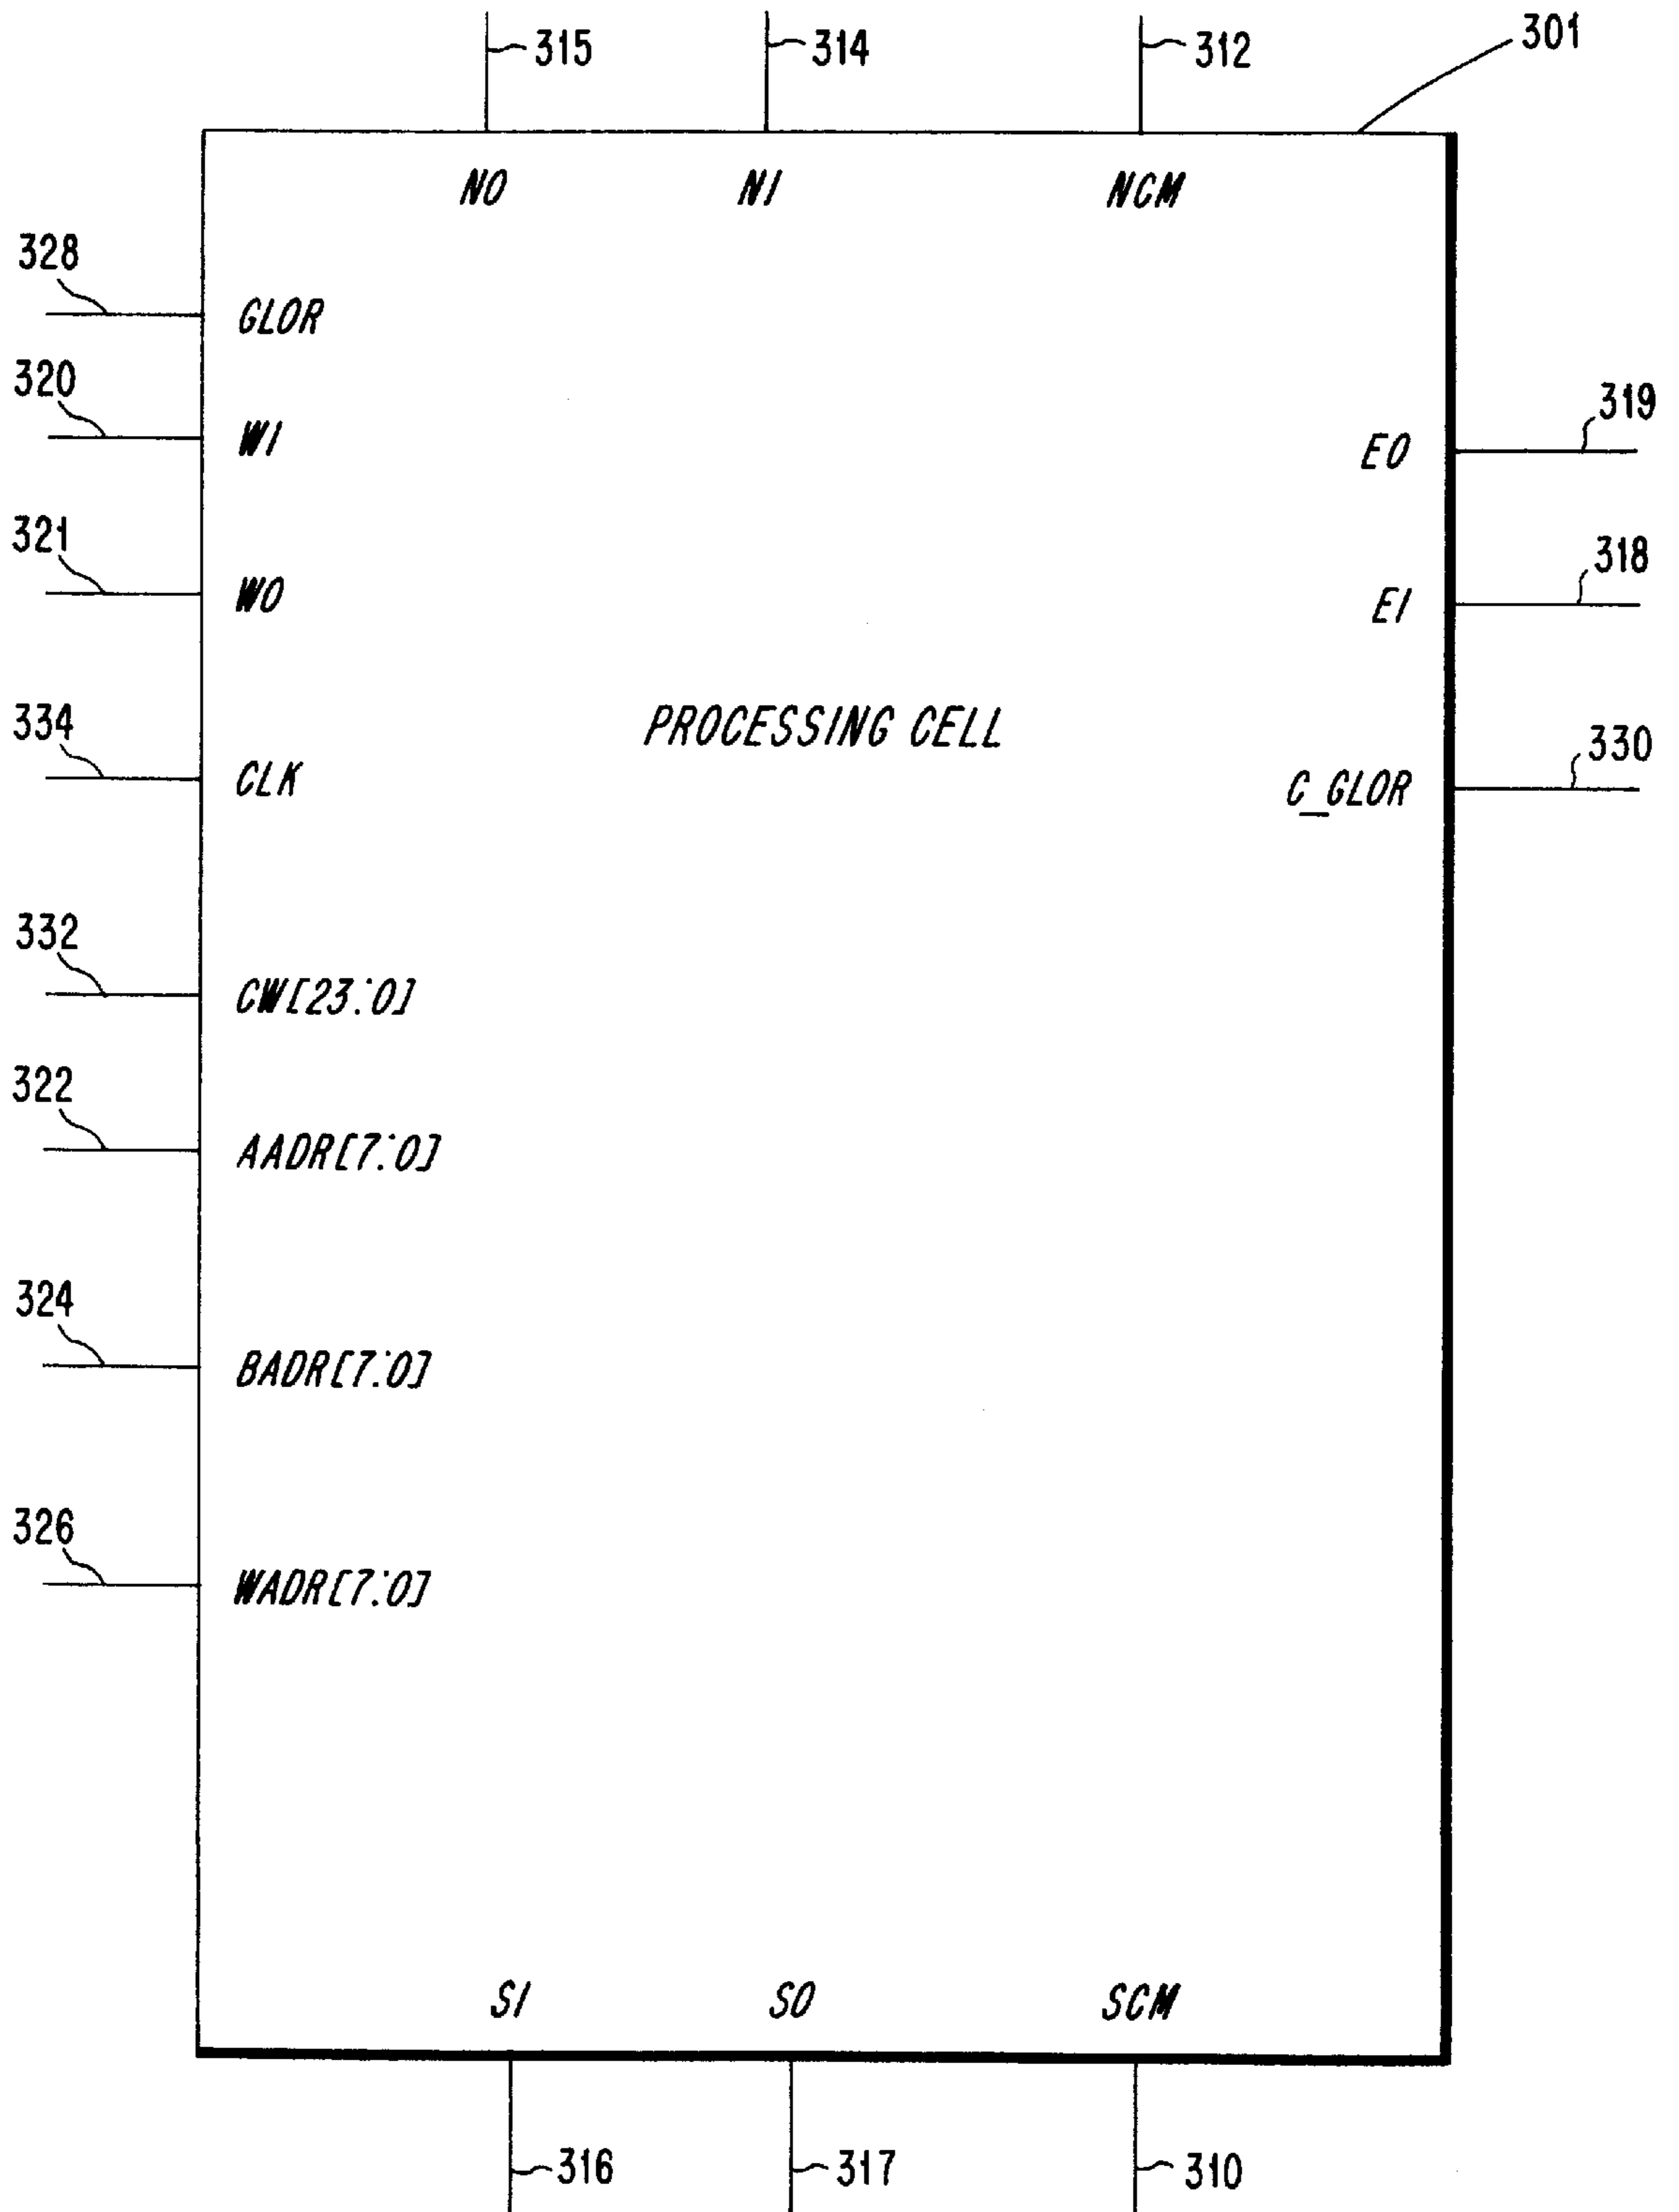 315 314 312 301
NO NI NCM
328
GLOR
320
WI
319
EO
321
WO
318
EI
PROCESSING CELL
334
CLK
330
C_GLOR
332
CW[23:0]
322
AADR[7:0]
324
BADR[7:0]
326
WADR[7:0]
SI SO SCM
316 317 310